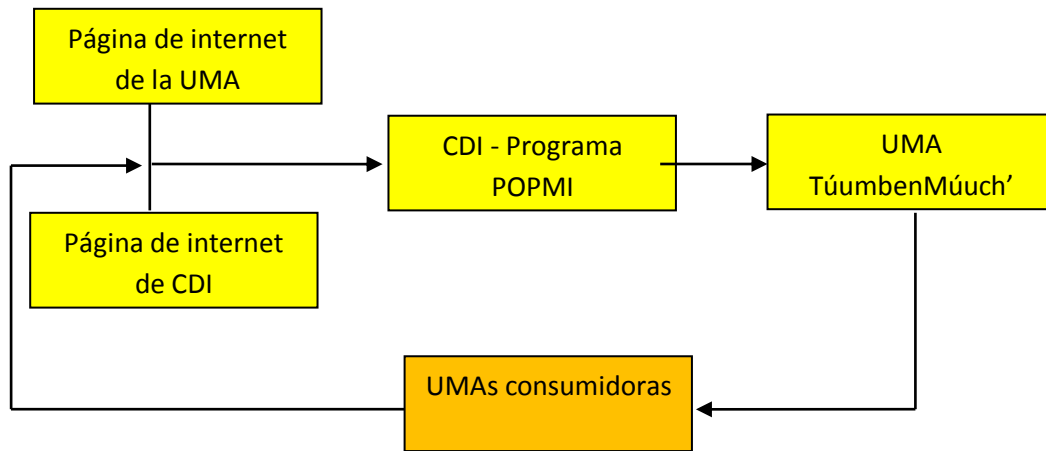 Página de internet
de la UMA
CDI - Programa
POPMI
UMA
TúumbenMúuch’
Página de internet
de CDI
UMAs consumidoras